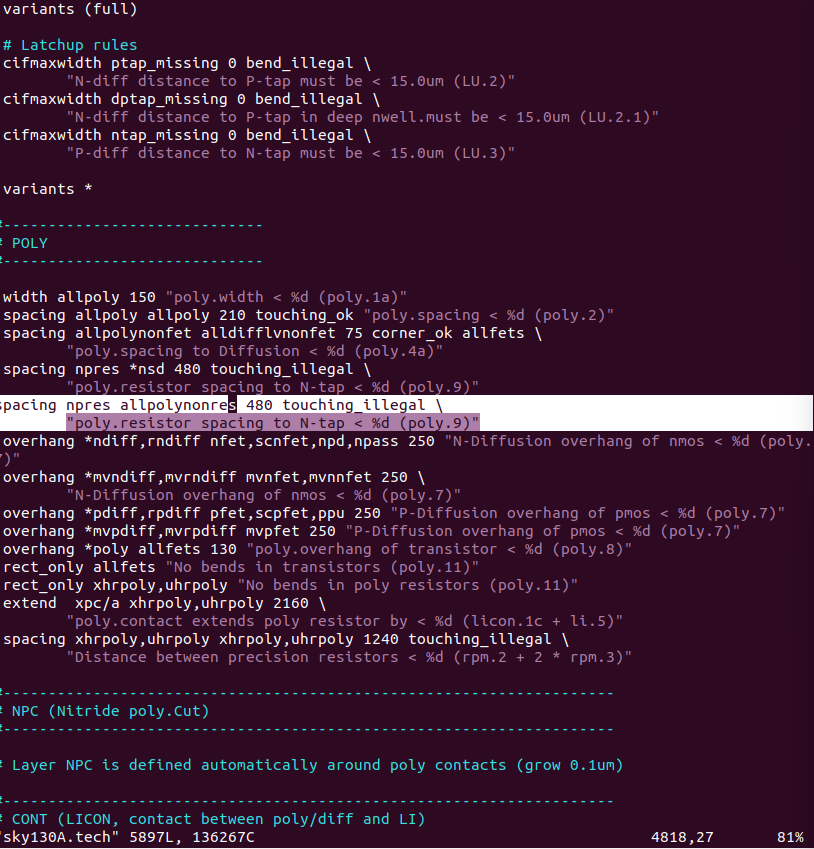 variants (full)
# Latchup rules
cifmaxwidth ptap_missing 0 bend_illegal \
"N-diff distance to P-tap must be < 15.0um (LU.2)"
cifmaxwidth dptap_missing 0 bend_illegal \
"N-diff distance to P-tap in deep nwell.must be < 15.0um (LU.2.1)"
cifmaxwidth ntap_missing 0 bend_illegal \
"P-diff distance to N-tap must be < 15.0um (LU.3)"
variants *
#-----------------------------
# POLY
#-----------------------------
width allpoly 150 "poly.width < %d (poly.1a)"
spacing allpoly allpoly 210 touching_ok "poly.spacing < %d (poly.2)"
spacing allpolynonfet alldifflvnonfet 75 corner_ok allfets \
"poly.spacing to Diffusion < %d (poly.4a)"
spacing npres *nsd 480 touching_illegal \
"poly.resistor spacing to N-tap < %d (poly.9)"
spacing npres allpolynonres 480 touching_illegal \
"poly.resistor spacing to N-tap < %d (poly.9)"
overhang *ndiff,rndiff nfet,scnfet,npd,npass 250 "N-Diffusion overhang of nmos < %d (poly.
7)"
overhang *mvndiff,mvrndiff mvnfet,mvnnfet 250 \
"N-Diffusion overhang of nmos < %d (poly.7)"
overhang *pdiff,rpdiff pfet,scpfet,ppu 250 "P-Diffusion overhang of pmos < %d (poly.7)"
overhang *mvpdiff,mvrpdiff mvpfet 250 "P-Diffusion overhang of pmos < %d (poly.7)"
overhang *poly allfets 130 "poly.overhang of transistor < %d (poly.8)"
rect_only allfets "No bends in transistors (poly.11)"
rect_only xhrpoly,uhrpoly "No bends in poly resistors (poly.11)"
extend  xpc/a xhrpoly,uhrpoly 2160 \
"poly.contact extends poly resistor by < %d (licon.1c + li.5)"
spacing xhrpoly,uhrpoly xhrpoly,uhrpoly 1240 touching_illegal \
"Distance between precision resistors < %d (rpm.2 + 2 * rpm.3)"
#--------------------------------------------------------------------
# NPC (Nitride poly.Cut)
#--------------------------------------------------------------------
# Layer NPC is defined automatically around poly contacts (grow 0.1um)
#--------------------------------------------------------------------
# CONT (LICON, contact between poly/diff and LI)
"sky130A.tech" 5897L, 136267C 4818,27 81%